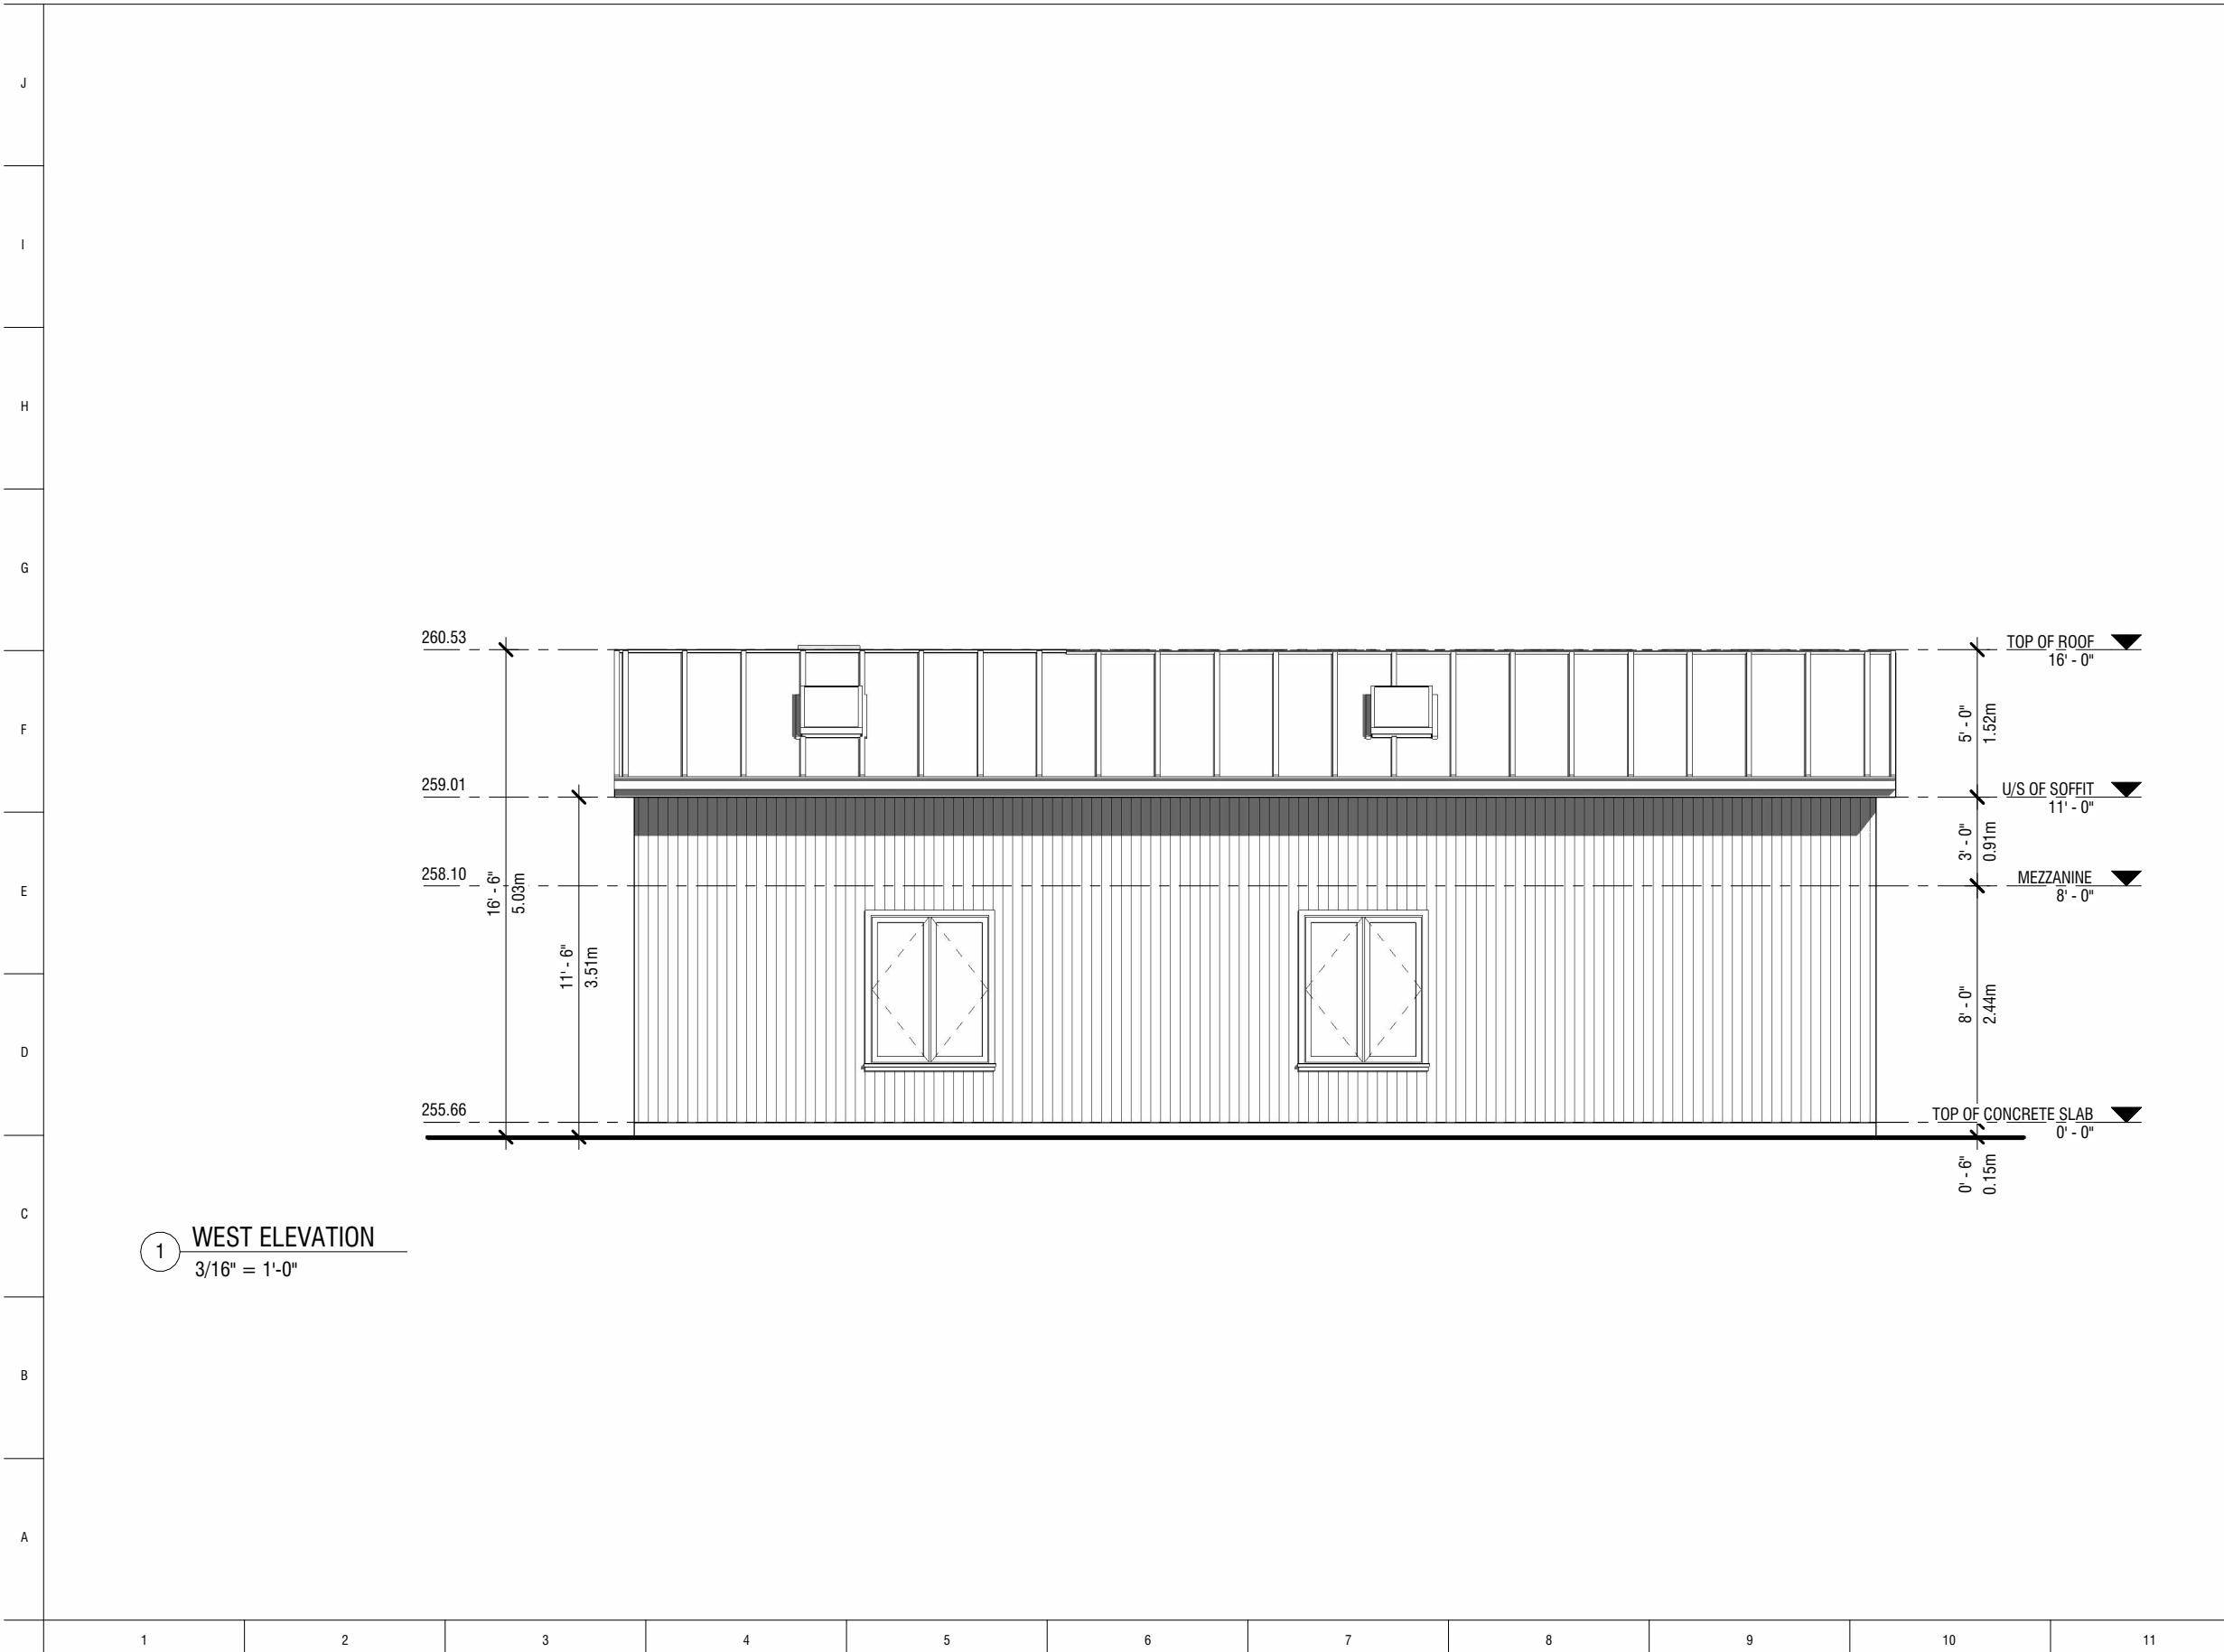 J
I
H
G
F
E
D
C
B
A
260.53
259.01
258.10
255.66
16' - 6"
5.03m
11' - 6"
3.51m
TOP OF ROOF
16' - 0"
5' - 0"
1.52m
U/S OF SOFFIT
11' - 0"
3' - 0"
0.91m
MEZZANINE
8' - 0"
8' - 0"
2.44m
TOP OF CONCRETE SLAB
0' - 0"
0' - 6"
0.15m
1
WEST ELEVATION
3/16" = 1'-0"
1 2 3 4 5 6 7 8 9 10 11